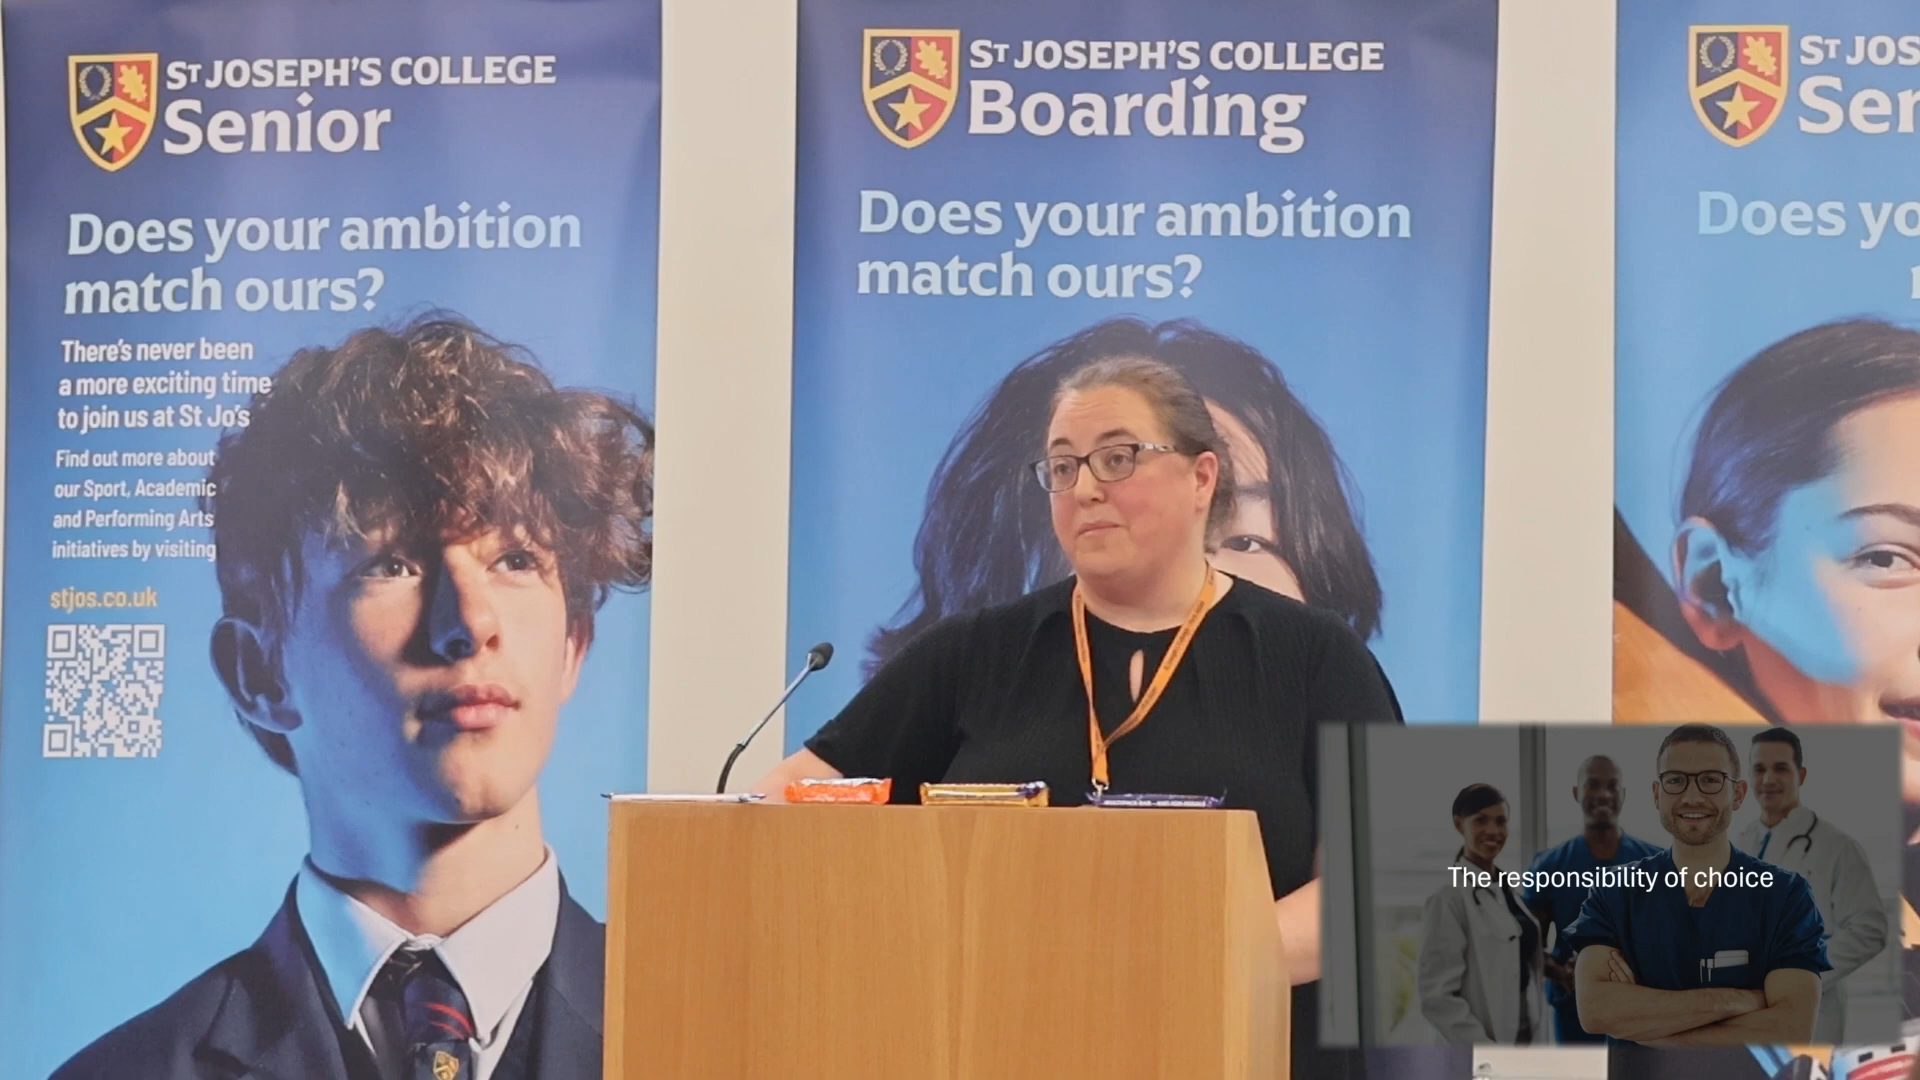 ST JOSEPH'S COLLEGE
Senior
Does your ambition
match ours?
There's never been
a more exciting time
to join us at St Jo's
Find out more about
our Sport, Academic
and Performing Arts
initiatives by visiting
stjos.co.uk
ST JOSEPH'S COLLEGE
Boarding
Does your ambition
match ours?
ST JOS
Sen
Does yo
The responsibility of choice